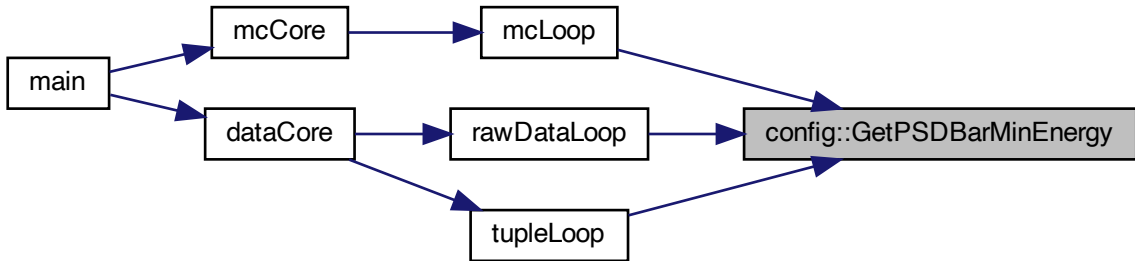 mcCore
mcLoop
main
dataCore
rawDataLoop
config::GetPSDBarMinEnergy
tupleLoop